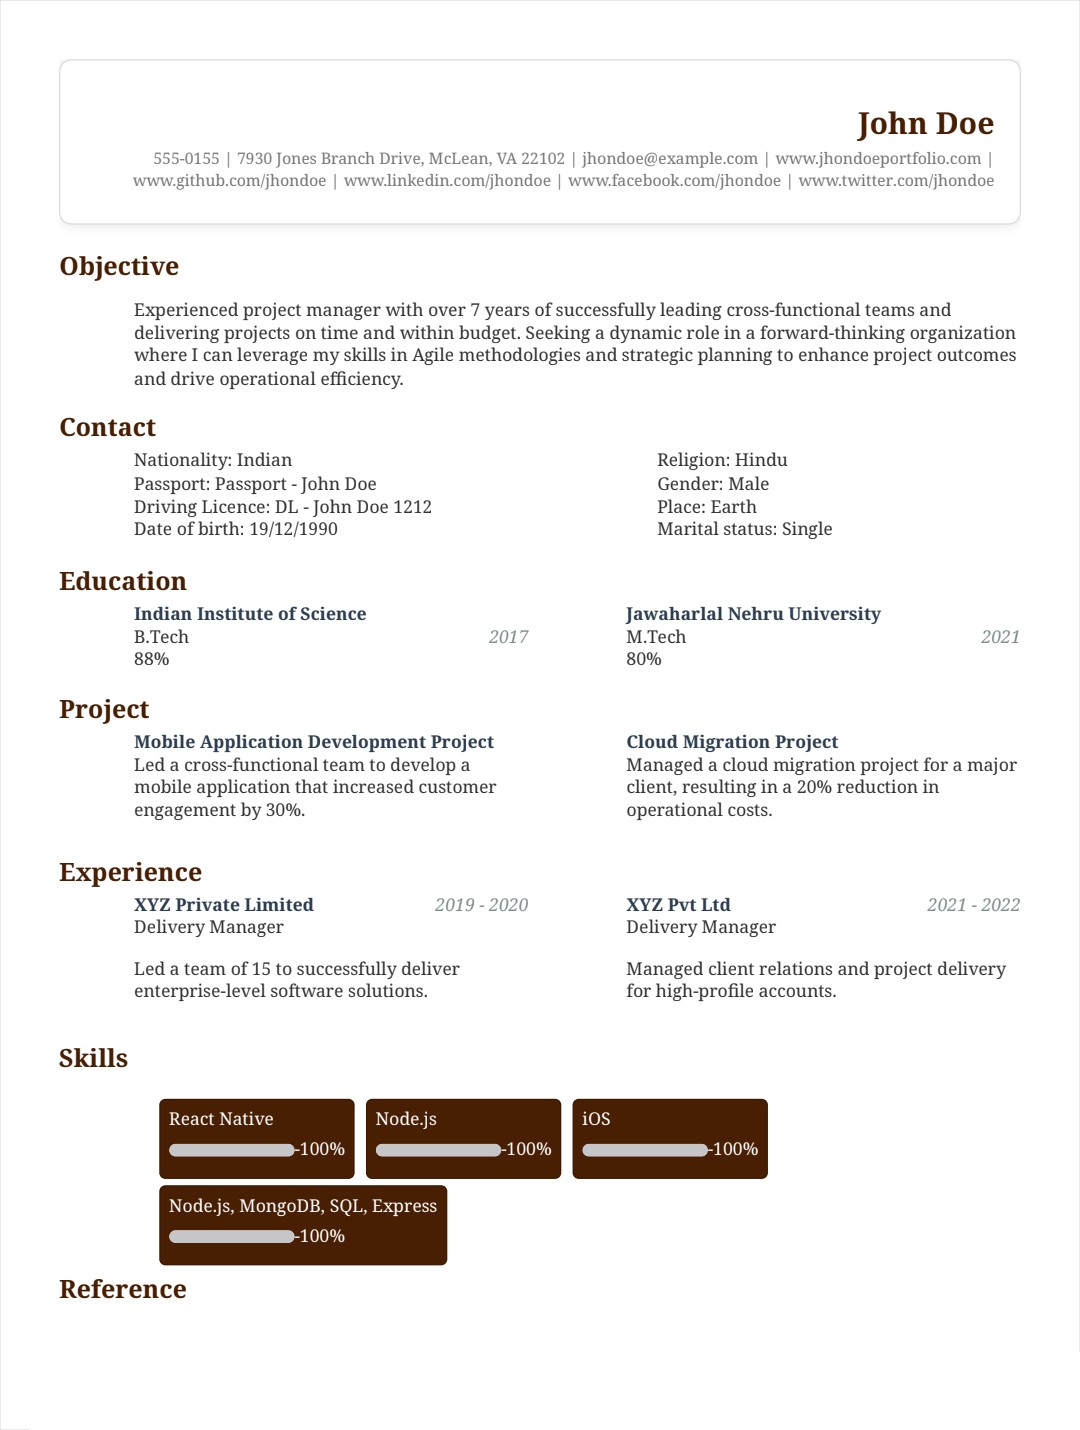 John Doe
555-0155 | 7930 Jones Branch Drive, McLean, VA 22102 | jhondoe@example.com | www.jhondoeportfolio.com |
www.github.com/jhondoe | www.linkedin.com/jhondoe | www.facebook.com/jhondoe | www.twitter.com/jhondoe
Objective
Experienced project manager with over 7 years of successfully leading cross-functional teams and
delivering projects on time and within budget. Seeking a dynamic role in a forward-thinking organization
where I can leverage my skills in Agile methodologies and strategic planning to enhance project outcomes
and drive operational efficiency.
Contact
Nationality: Indian
Passport: Passport - John Doe
Driving Licence: DL - John Doe 1212
Date of birth: 19/12/1990
Religion: Hindu
Gender: Male
Place: Earth
Marital status: Single
Education
Indian Institute of Science
B.Tech 2017
88%
Jawaharlal Nehru University
M.Tech 2021
80%
Project
Mobile Application Development Project
Led a cross-functional team to develop a
mobile application that increased customer
engagement by 30%.
Cloud Migration Project
Managed a cloud migration project for a major
client, resulting in a 20% reduction in
operational costs.
Experience
XYZ Private Limited 2019 - 2020
Delivery Manager
Led a team of 15 to successfully deliver
enterprise-level software solutions.
XYZ Pvt Ltd 2021 - 2022
Delivery Manager
Managed client relations and project delivery
for high-profile accounts.
Skills
React Native
-100%
Node.js
-100%
iOS
-100%
Node.js, MongoDB, SQL, Express
-100%
Reference